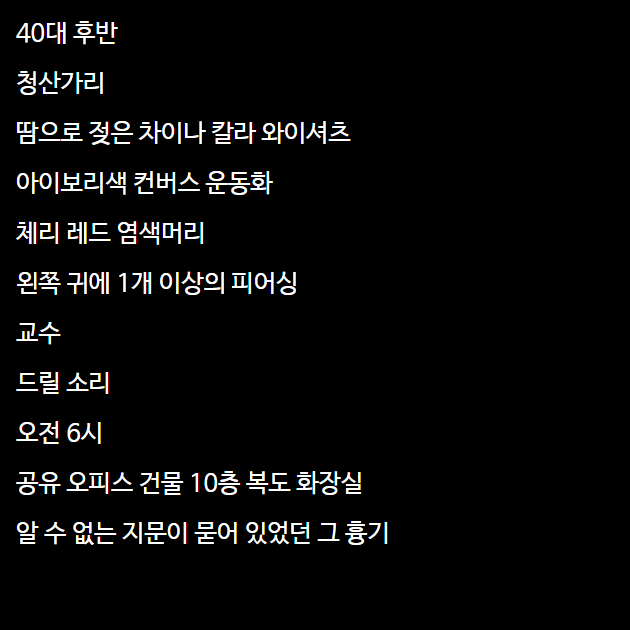 40대 후반
청산가리
땀으로 젖은 차이나 칼라 와이셔츠
아이보리색 컨버스 운동화
체리 레드 염색머리
왼쪽 귀에 1개 이상의 피어싱
교수
드릴 소리
오전 6시
공유 오피스 건물 10층 복도 화장실
알 수 없는 지문이 묻어 있었던 그 흉기